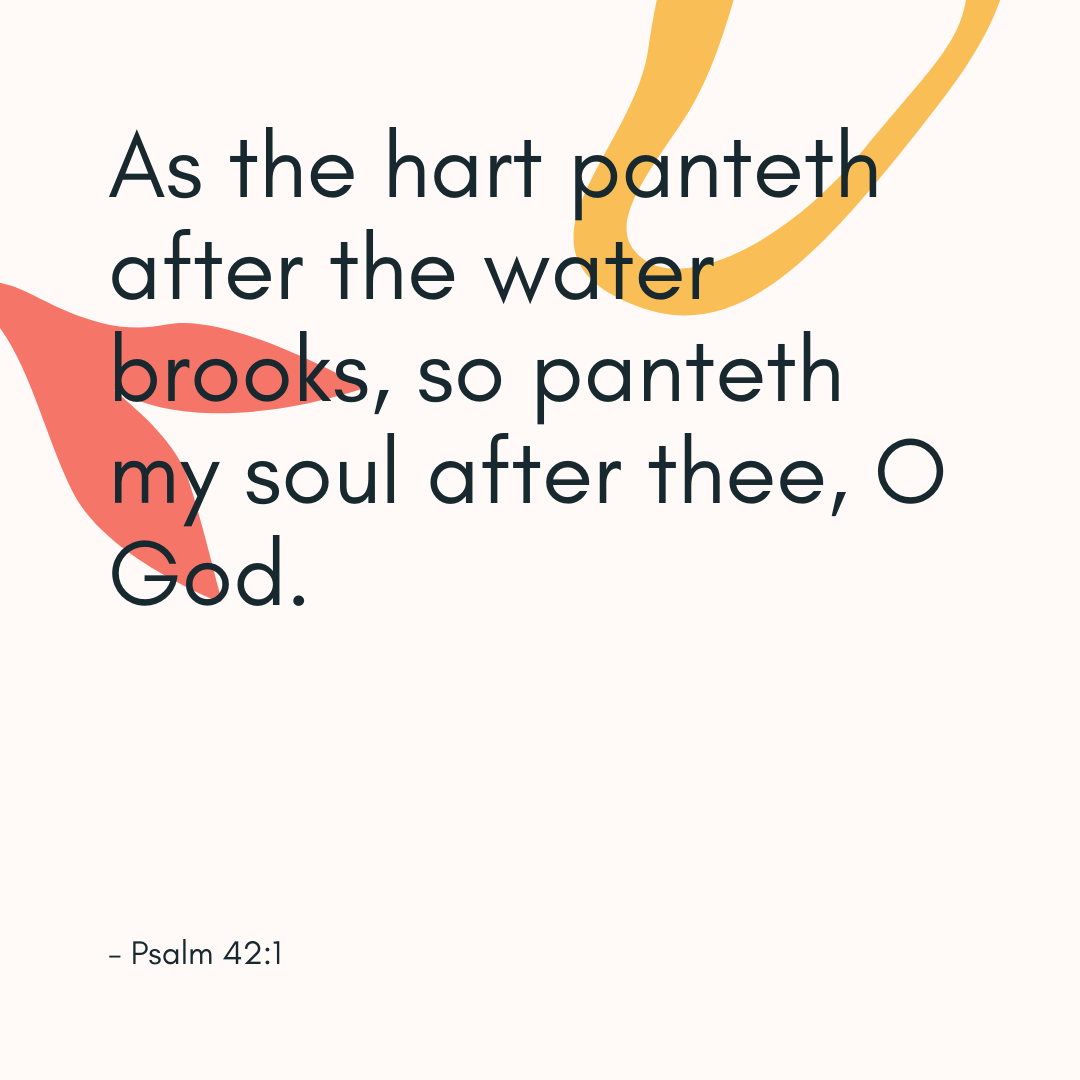 As the hart panteth
after the water
brooks, so panteth
my soul after thee, O
God.
– Psalm 42:1